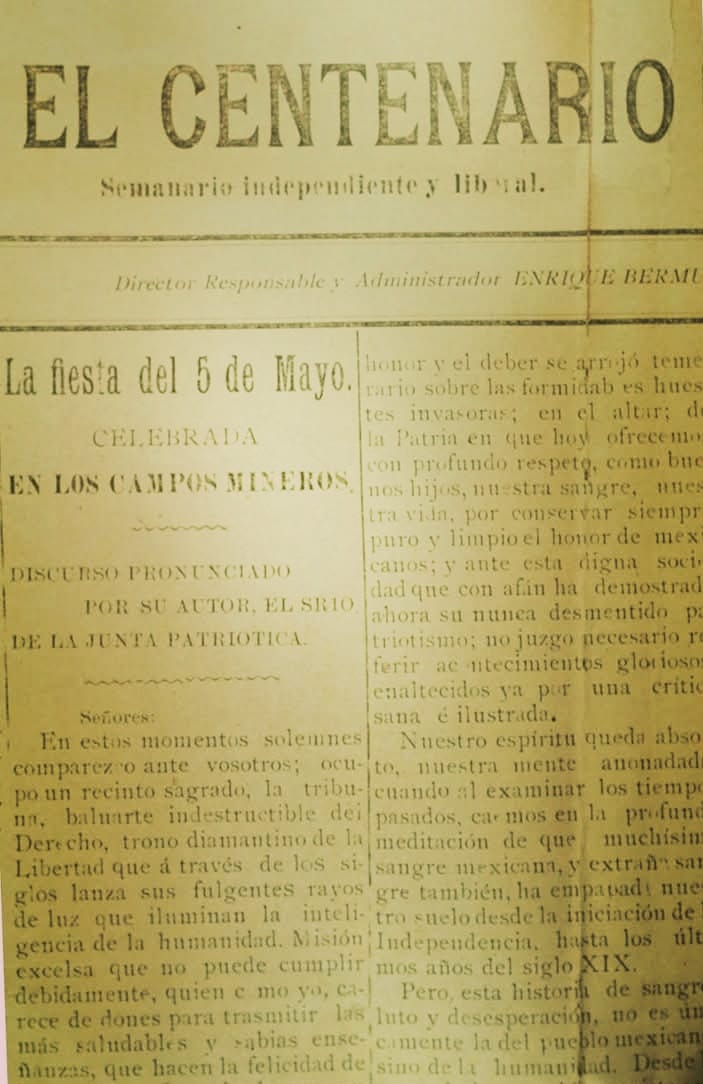 EL CENTENARIO
Semanario independiente y liberal.
Director Responsable y Administrador ENRIQUE BERMU
La fiesta del 5 de Mayo.
CELEBRADA
EN LOS CAMPOS MINEROS.
DISCURSO PRONUNCIADO
POR SU AUTOR, EL SRIO
DE LA JUNTA PATRIOTICA.
Señores:
En estos momentos solemnes
comparezco ante vosotros; ocu-
po un recinto sagrado, la tribu-
na, baluarte indestructible del
Derecho, trono diamantino de la
Libertad que á través de los si-
glos lanza sus fulgentes rayos
de luz que iluminan la inteli-
gencia de la humanidad. Misión
excelsa que no puede cumplir
debidamente, quien c mo yo, ca-
rece de dones para trasmitir las
más saludables y sabias ense-
ñanzas, que hacen la felicidad de
honor y el deber se arrojó teme
rario sobre las formidab es hues
tes invasoras; en el altar; de
la Patria en que hoy ofrecemo
con profundo respeto, como bue
nos hijos, nuestra sangre, nues
tra vida, por conservar siempr
puro y limpio el honor de mexi
canos; y ante esta digna soci
dad que con afán ha demostrad
ahora su nunca desmentido pa
triotismo; no juzgo necesario re
ferir ac ntecimientos gloriosos
enaltecidos ya por una crític
sana é ilustrada.
Nuestro espíritu queda abso
to, nuestra mente anonadad
cuando al examinar los tiempo
pasados, caemos en la profund
meditación de que muchísim
sangre mexicana, y extraña san
gre también, ha empapado nues
tro suelo desde la iniciación de
Independencia, hasta los últ
mos años del siglo XIX.
Pero, esta historia de sangre
luto y desesperación, no es ún
camente la del pueblo mexican
sino de la humanidad. Desde